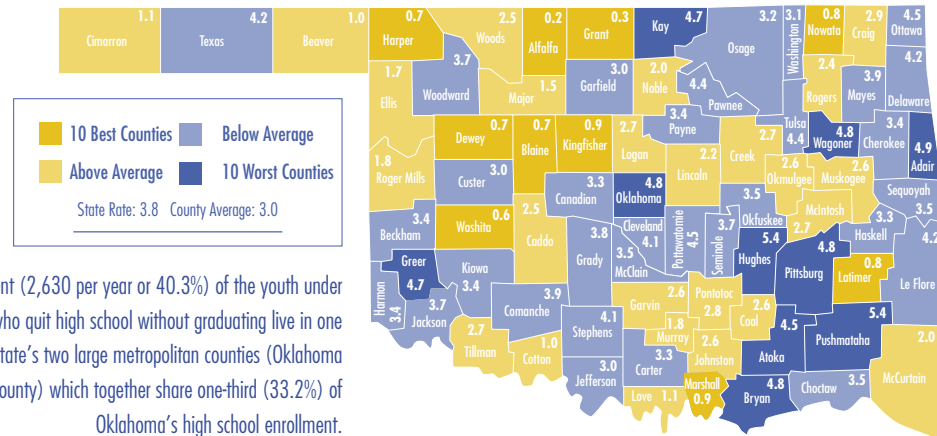 1.1
Cimarron
4.2
Texas
1.0
Beaver
0.7
Harper
2.5
Woods
0.2
Alfalfa
0.3
Grant
4.7
Kay
3.2
Osage
3.1
Washington
0.8
Nowata
2.9
Craig
4.5
Ottawa
1.7
Ellis
3.7
Woodward
1.5
Major
3.0
Garfield
2.0
Noble
4.4
Pawnee
2.4
Rogers
3.9
Mayes
4.2
Delaware
0.7
Dewey
0.7
Blaine
0.9
Kingfisher
2.7
Logan
3.4
Payne
2.7
Creek
Tulsa
4.4
4.8
Wagoner
3.4
Cherokee
4.9
Adair
1.8
Roger Mills
3.0
Custer
3.3
Canadian
4.8
Oklahoma
2.2
Lincoln
2.6
Okmulgee
2.6
Muskogee
Sequoyah
3.5
3.4
Beckham
0.6
Washita
2.5
Caddo
3.8
Grady
Cleveland
4.1
3.5
McClain
Pottawatomie
4.5
Seminole
3.7
3.5
Okfuskee
McIntosh
2.7
3.3
Haskell
Greer
4.7
Kiowa
3.4
5.4
Hughes
4.8
Pittsburg
0.8
Latimer
4.2
Le Flore
Harmon
3.4
3.7
Jackson
3.9
Comanche
2.6
Garvin
Pontotoc
2.8
2.6
Coal
4.5
Atoka
5.4
Pushmataha
2.0
McCurtain
2.7
Tillman
1.0
Cotton
4.1
Stephens
1.8
Murray
2.6
Johnston
3.0
Jefferson
3.3
Carter
Love 1.1
Marshall
0.9
4.8
Bryan
3.5
Choctaw
10 Best Counties
Below Average
Above Average
10 Worst Counties
State Rate: 3.8 County Average: 3.0
nt (2,630 per year or 40.3%) of the youth under
who quit high school without graduating live in one
tate's two large metropolitan counties (Oklahoma
ounty) which together share one-third (33.2%) of
Oklahoma's high school enrollment.